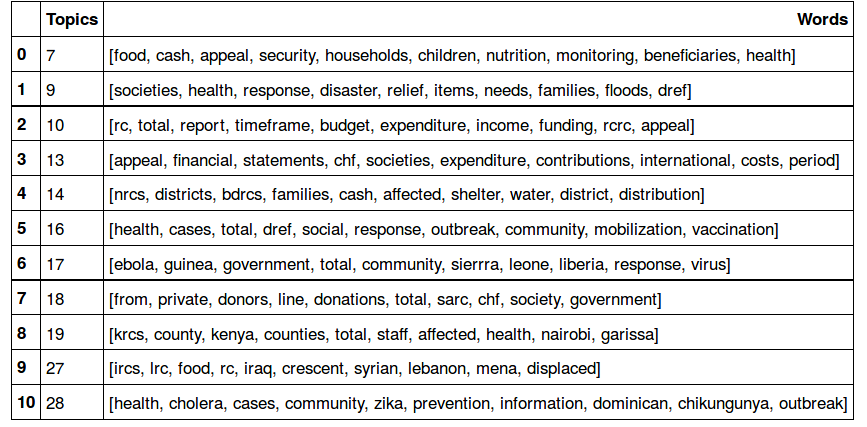 Topics Words
0 7 [food, cash, appeal, security, households, children, nutrition, monitoring, beneficiaries, health]
1 9 [societies, health, response, disaster, relief, items, needs, families, floods, dref]
2 10 [rc, total, report, timeframe, budget, expenditure, income, funding, rcrc, appeal]
3 13 [appeal, financial, statements, chf, societies, expenditure, contributions, international, costs, period]
4 14 [nrcs, districts, bdrcs, families, cash, affected, shelter, water, district, distribution]
5 16 [health, cases, total, dref, social, response, outbreak, community, mobilization, vaccination]
6 17 [ebola, guinea, government, total, community, sierrra, leone, liberia, response, virus]
7 18 [from, private, donors, line, donations, total, sarc, chf, society, government]
8 19 [krcs, county, kenya, counties, total, staff, affected, health, nairobi, garissa]
9 27 [ircs, lrc, food, rc, iraq, crescent, syrian, lebanon, mena, displaced]
10 28 [health, cholera, cases, community, zika, prevention, information, dominican, chikungunya, outbreak]